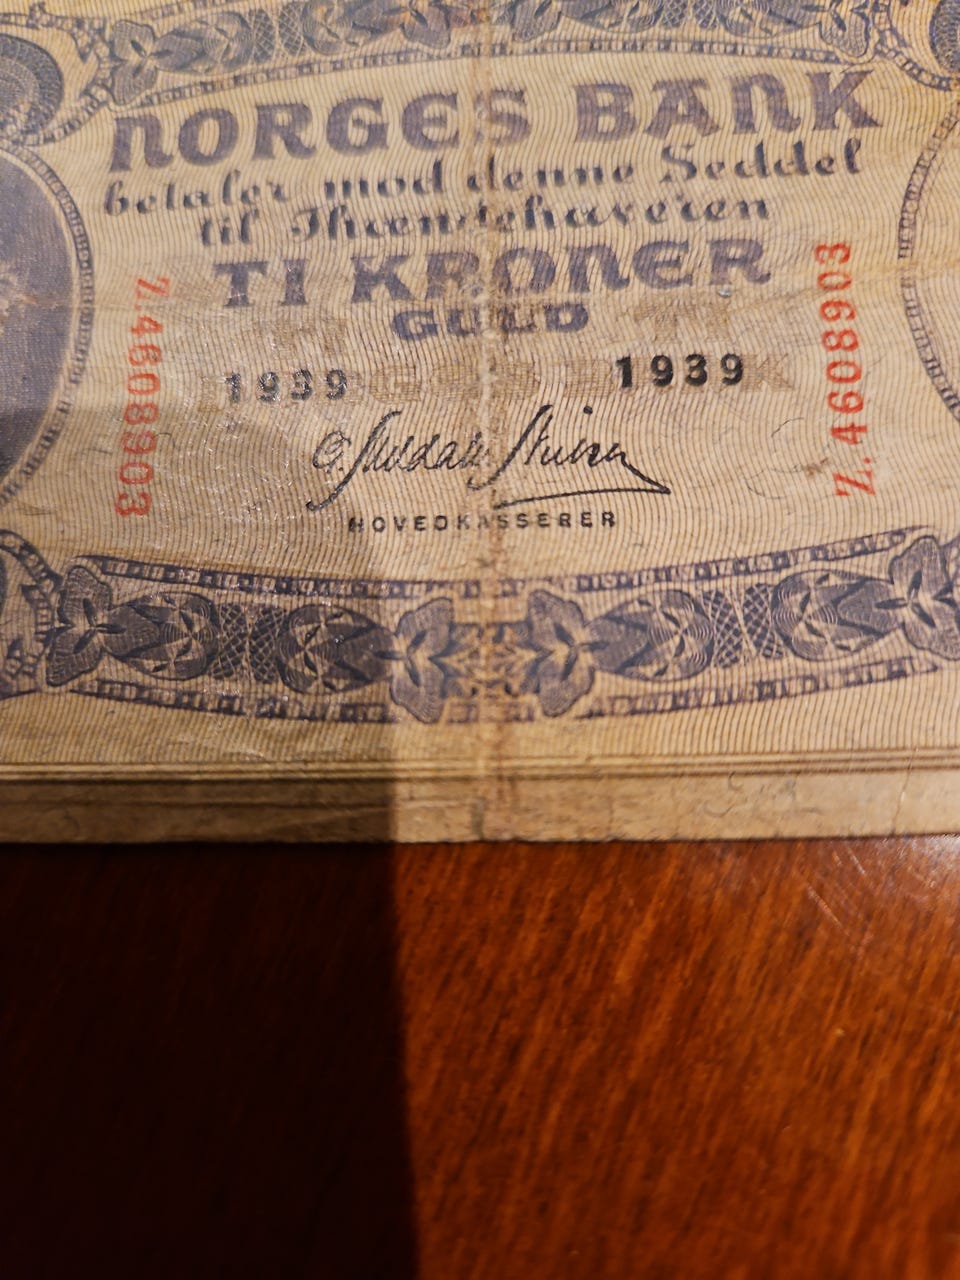 NORGES BANK
betaler mod denne Seddel
til Ihændehaveren
TI KRONER
GULD
1939 1939
Z.4608903
Z.4608903
HOVEDKASSERER